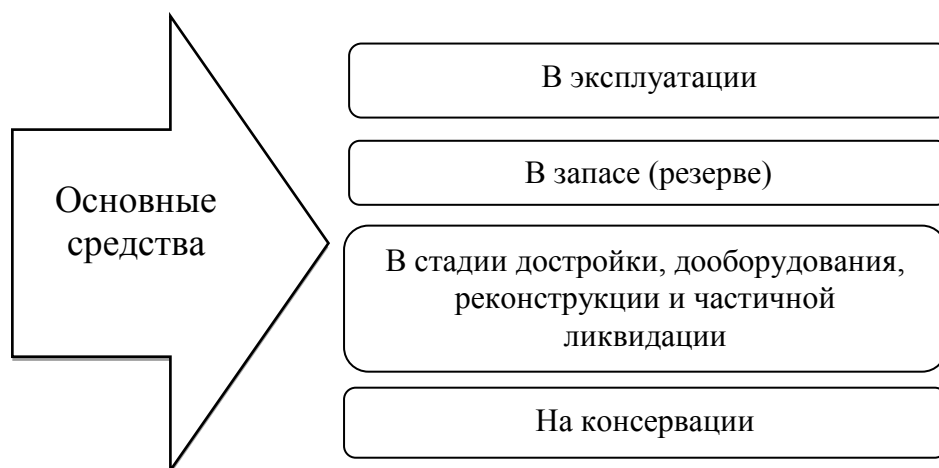 Основные
средства
В эксплуатации
В запасе (резерве)
В стадии достройки, дооборудования,
реконструкции и частичной
ликвидации
На консервации